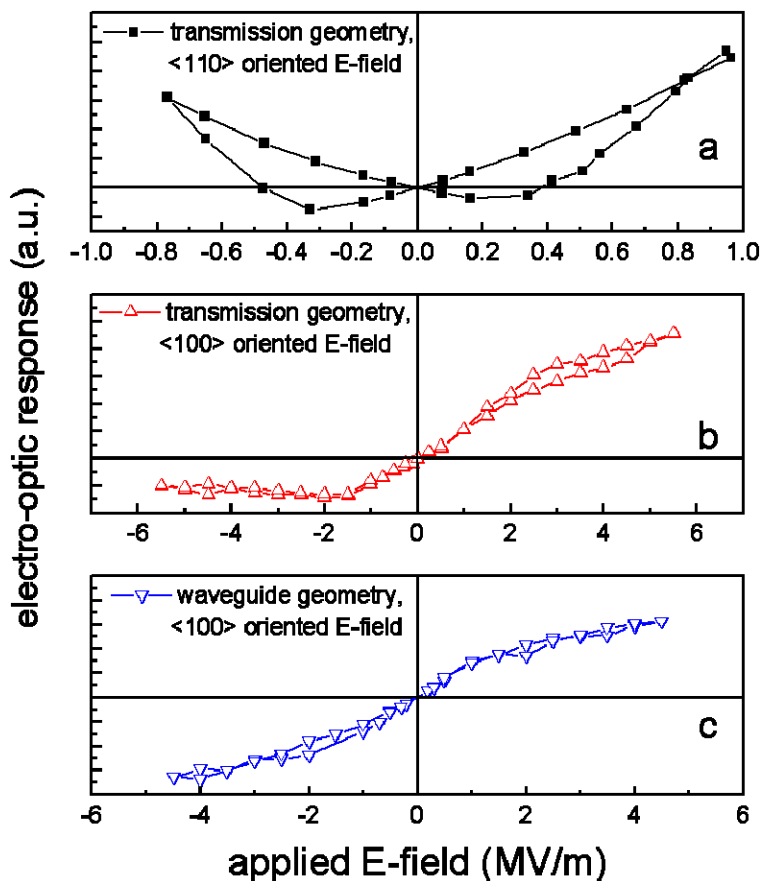 transmission geometry,
<110> oriented E-field
a
-1.0 -0.8 -0.6 -0.4 -0.2 0.0 0.2 0.4 0.6 0.8 1.0
transmission geometry,
<100> oriented E-field
b
-6 -4 -2 0 2 4 6
waveguide geometry,
<100> oriented E-field
c
-6 -4 -2 0 2 4 6
electro-optic response (a.u.)
applied E-field (MV/m)